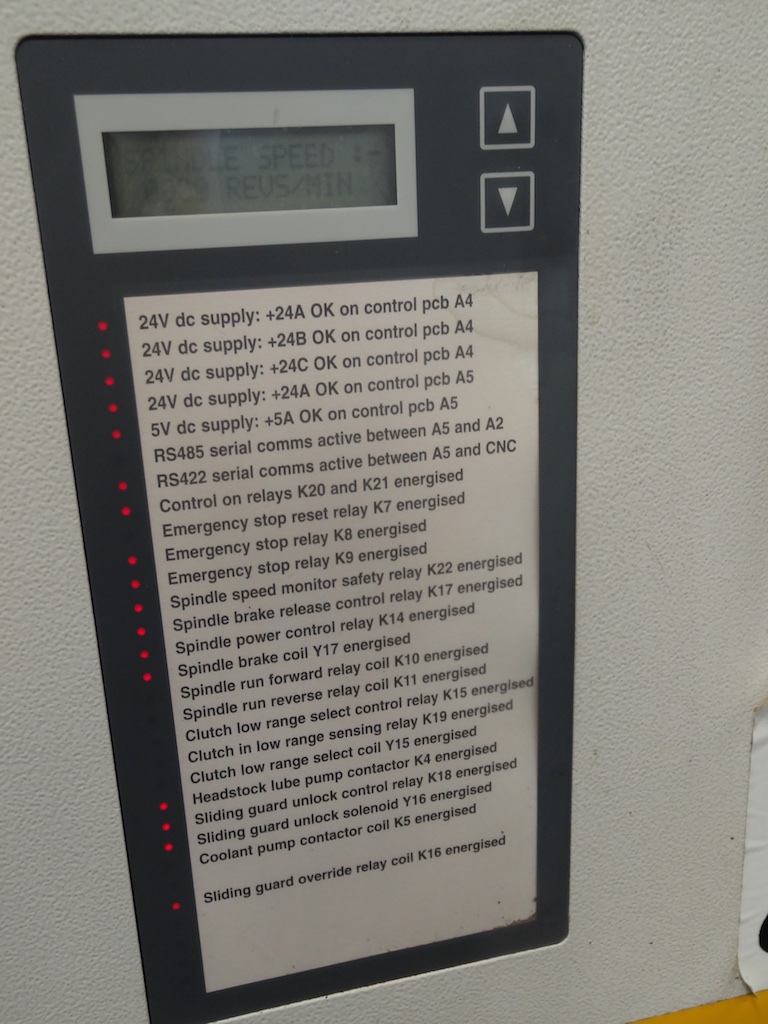 SPINDLE SPEED :-
REVS/MIN
24V dc supply: +24A OK on control pcb A4
24V dc supply: +24B OK on control pcb A4
24V dc supply: +24C OK on control pcb A4
24V dc supply: +24A OK on control pcb A5
5V dc supply: +5A OK on control pcb A5
RS485 serial comms active between A5 and A2
RS422 serial comms active between A5 and CNC
Control on relays K20 and K21 energised
Emergency stop reset relay K7 energised
Emergency stop relay K8 energised
Emergency stop relay K9 energised
Spindle speed monitor safety relay K22 energised
Spindle brake release control relay K17 energised
Spindle power control relay K14 energised
Spindle brake coil Y17 energised
Spindle run forward relay coil K10 energised
Spindle run reverse relay coil K11 energised
Clutch low range select control relay K15 energised
Clutch in low range sensing relay K19 energised
Clutch low range select coil Y15 energised
Headstock lube pump contactor K4 energised
Sliding guard unlock control relay K18 energised
Sliding guard unlock solenoid Y16 energised
Coolant pump contactor coil K5 energised
Sliding guard override relay coil K16 energised